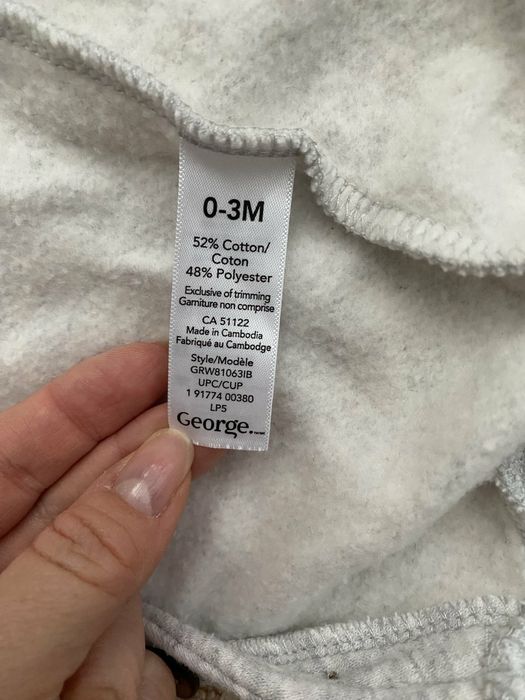 0-3M
52% Cotton/
Coton
48% Polyester
Exclusive of trimming
Garniture non comprise
CA 51122
Made in Cambodia
Fabriqué au Cambodge
Style/Modèle
GRW81063IB
UPC/CUP
1 91774 00380
LP5
George.